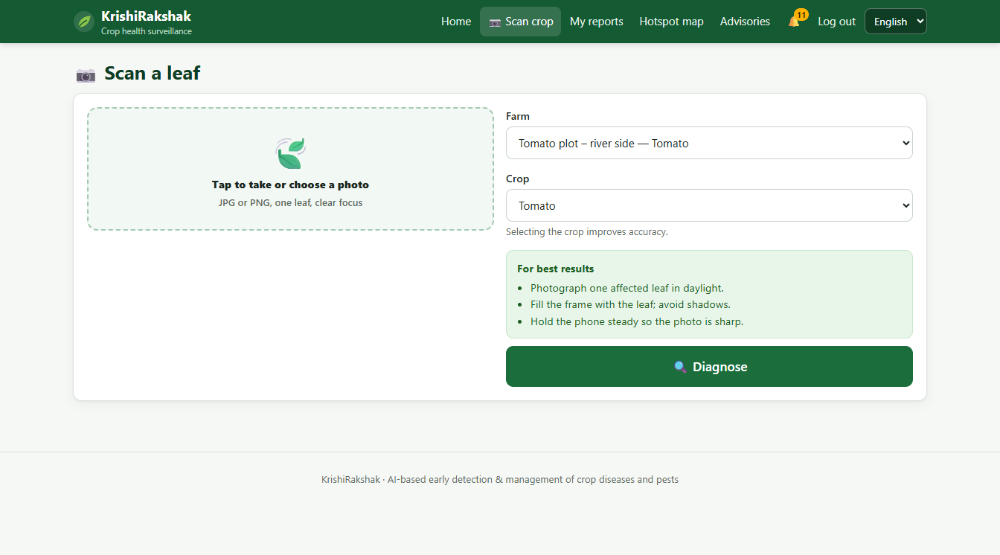 KrishiRakshak
Crop health surveillance
Home
Scan crop
My reports
Hotspot map
Advisories
11
Log out
English
Scan a leaf
Tap to take or choose a photo
JPG or PNG, one leaf, clear focus
Farm
Tomato plot – river side — Tomato
Crop
Tomato
Selecting the crop improves accuracy.
For best results
• Photograph one affected leaf in daylight.
• Fill the frame with the leaf; avoid shadows.
• Hold the phone steady so the photo is sharp.
Diagnose
KrishiRakshak · AI-based early detection & management of crop diseases and pests